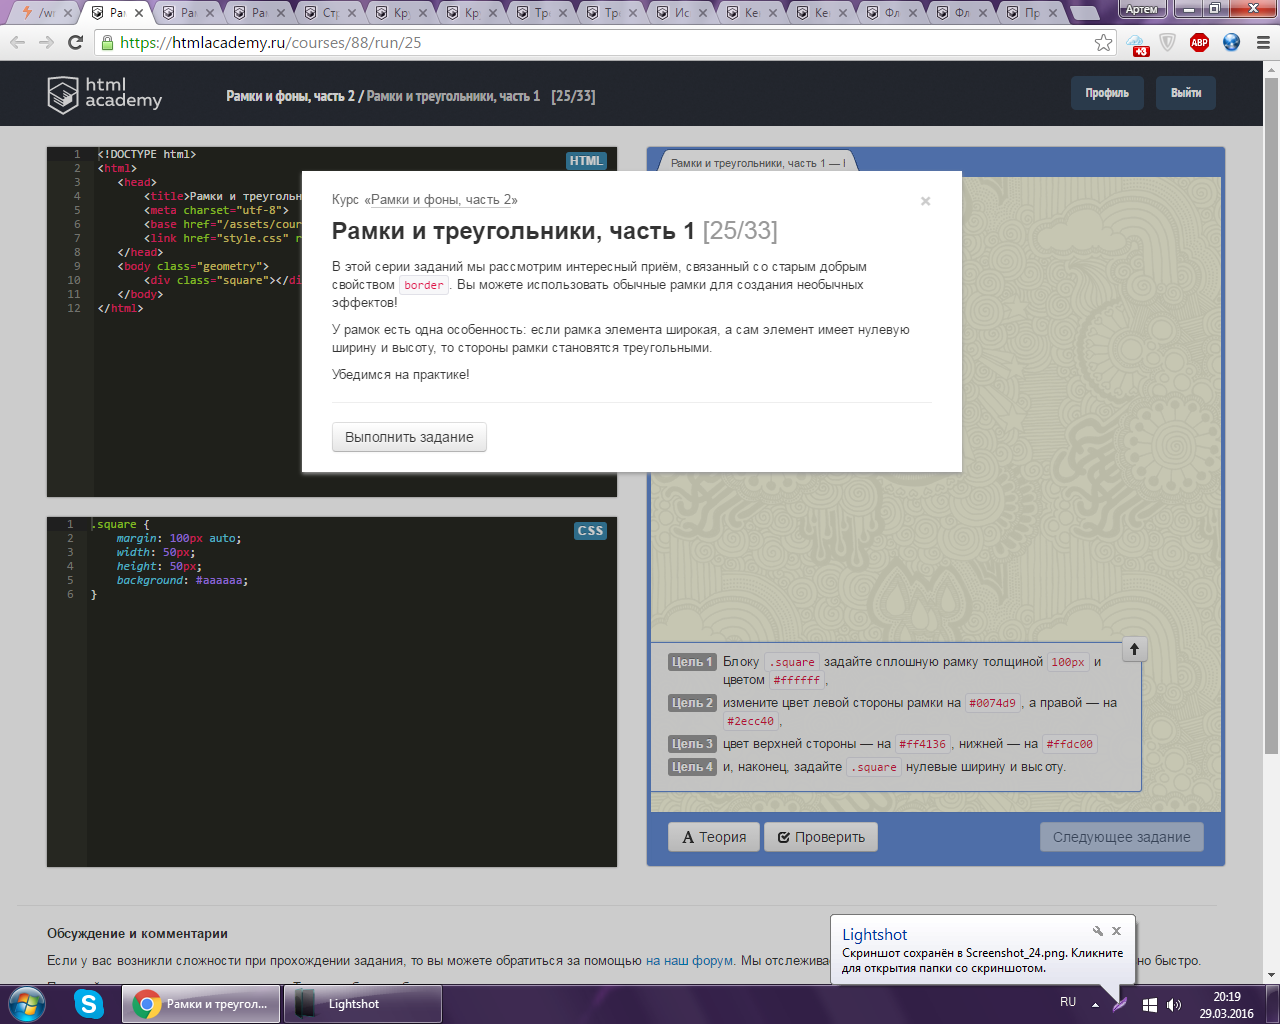 /wr
Ра
Ра
Ра
Ст
Кр
Кр
Тр
Тр
Ис
Ке
Ке
Фл
Фл
Пр
Артем
https://htmlacademy.ru/courses/88/run/25
+3
ABP
html
academy
Рамки и фоны, часть 2 / Рамки и треугольники, часть 1 [25/33]
Профиль
Выйти
1 <!DOCTYPE html>
2 <html>
3 <head>
4 <title>Рамки и треугольн
5 <meta charset="utf-8">
6 <base href="/assets/cour
7 <link href="style.css" r
8 </head>
9 <body class="geometry">
10 <div class="square"></di
11 </body>
12 </html>
HTML
Рамки и треугольники, часть 1 — I
Курс «Рамки и фоны, часть 2»
×
Рамки и треугольники, часть 1 [25/33]
В этой серии заданий мы рассмотрим интересный приём, связанный со старым добрым
свойством border. Вы можете использовать обычные рамки для создания необычных
эффектов!
У рамок есть одна особенность: если рамка элемента широкая, а сам элемент имеет нулевую
ширину и высоту, то стороны рамки становятся треугольными.
Убедимся на практике!
Выполнить задание
1 .square {
2 margin: 100px auto;
3 width: 50px;
4 height: 50px;
5 background: #aaaaaa;
6 }
CSS
Цель 1 Блоку .square задайте сплошную рамку толщиной 100px и
цветом #ffffff,
Цель 2 измените цвет левой стороны рамки на #0074d9, а правой — на
#2ecc40,
Цель 3 цвет верхней стороны — на #ff4136, нижней — на #ffdc00
Цель 4 и, наконец, задайте .square нулевые ширину и высоту.
Теория
Проверить
Следующее задание
Обсуждение и комментарии
Если у вас возникли сложности при прохождении задания, то вы можете обратиться за помощью на наш форум. Мы отслежива
но быстро.
Lightshot
Скриншот сохранён в Screenshot_24.png. Кликните
для открытия папки со скриншотом.
Рамки и треугол...
Lightshot
RU
20:19
29.03.2016